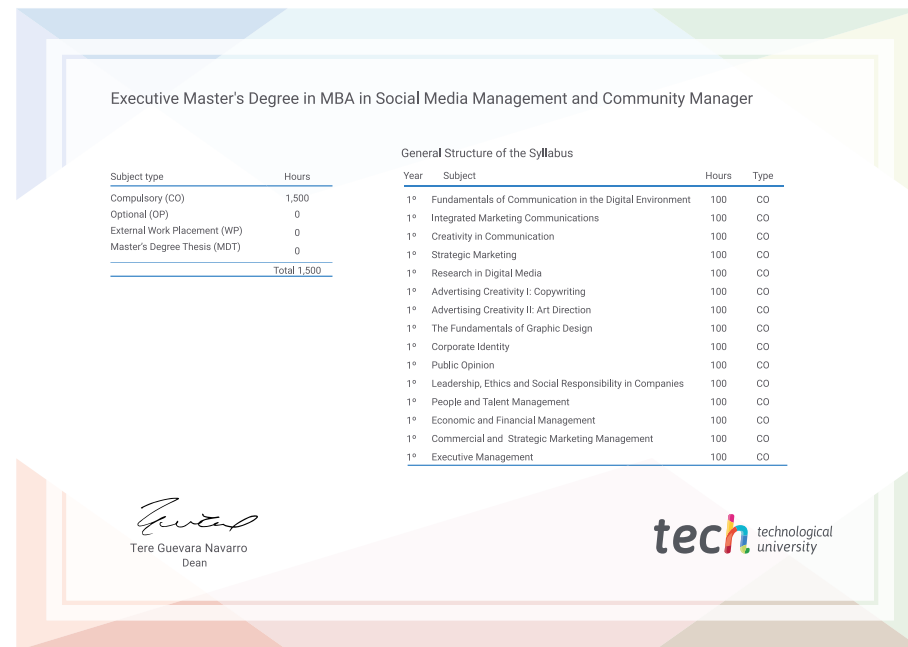 Executive Master's Degree in MBA in Social Media Management and Community Manager
Subject type Hours
Compulsory (CO) 1,500
Optional (OP) 0
External Work Placement (WP) 0
Master's Degree Thesis (MDT) 0
Total 1,500
General Structure of the Syllabus
Year Subject Hours Type
1º Fundamentals of Communication in the Digital Environment 100 CO
1º Integrated Marketing Communications 100 CO
1º Creativity in Communication 100 CO
1º Strategic Marketing 100 CO
1º Research in Digital Media 100 CO
1º Advertising Creativity I: Copywriting 100 CO
1º Advertising Creativity II: Art Direction 100 CO
1º The Fundamentals of Graphic Design 100 CO
1º Corporate Identity 100 CO
1º Public Opinion 100 CO
1º Leadership, Ethics and Social Responsibility in Companies 100 CO
1º People and Talent Management 100 CO
1º Economic and Financial Management 100 CO
1º Commercial and Strategic Marketing Management 100 CO
1º Executive Management 100 CO
Tere Guevara Navarro
Dean
tech technological
university